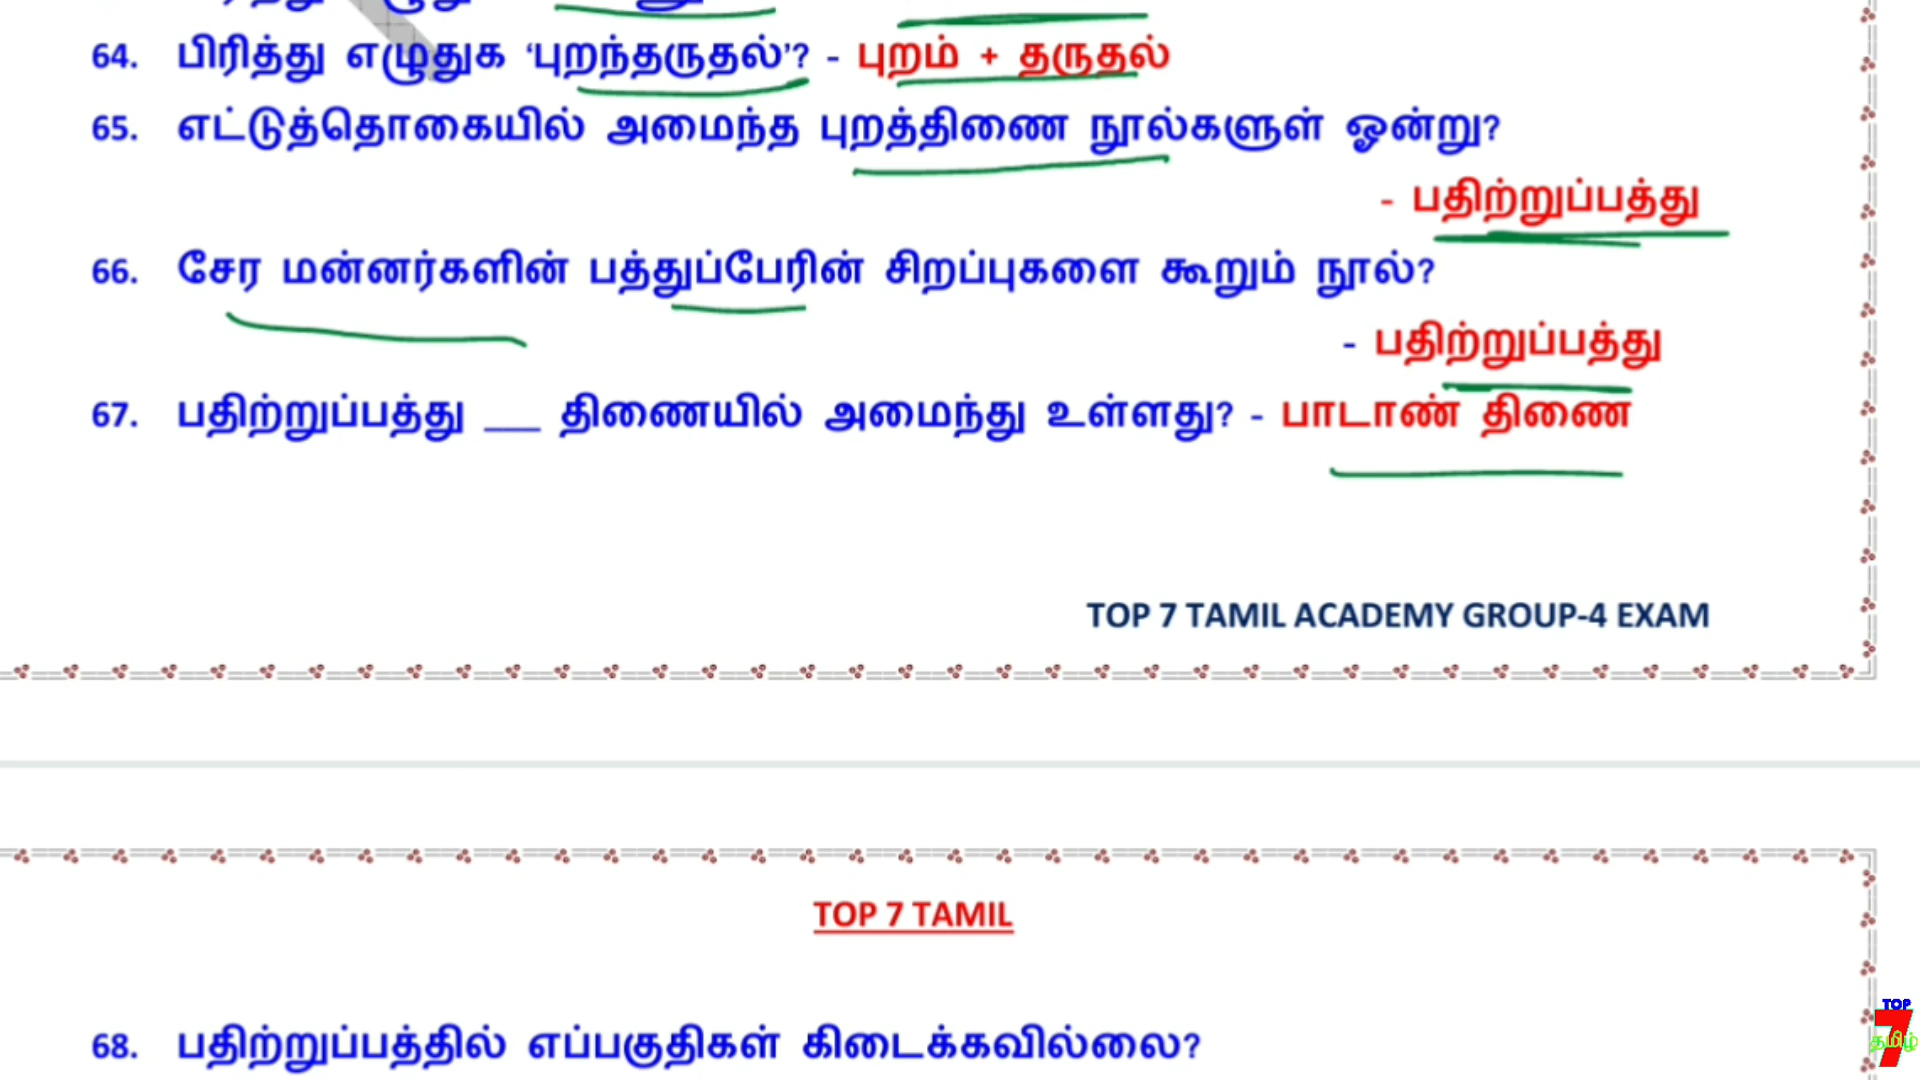 64. பிரித்து எழுதுக ‘புறந்தருதல்’? - புறம் + தருதல்
65. எட்டுத்தொகையில் அமைந்த புறத்திணை நூல்களுள் ஓன்று?
- பதிற்றுப்பத்து
66. சேர மன்னர்களின் பத்துப்பேரின் சிறப்புகளை கூறும் நூல்?
- பதிற்றுப்பத்து
67. பதிற்றுப்பத்து ___ திணையில் அமைந்து உள்ளது? - பாடாண் திணை
TOP 7 TAMIL ACADEMY GROUP-4 EXAM
TOP 7 TAMIL
68. பதிற்றுப்பத்தில் எப்பகுதிகள் கிடைக்கவில்லை?
TOP
7
தமிழ்